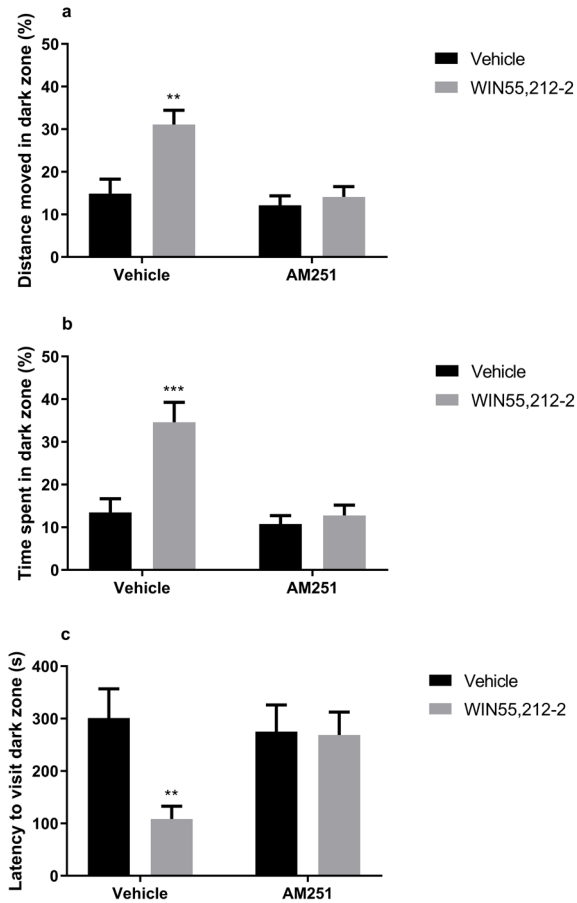 a
Distance moved in dark zone (%)
50
40
30
20
10
0
**
Vehicle
AM251
Vehicle
WIN55,212-2
b
Time spent in dark zone (%)
50
40
30
20
10
0
***
Vehicle
AM251
Vehicle
WIN55,212-2
c
Latency to visit dark zone (s)
400
300
200
100
0
**
Vehicle
AM251
Vehicle
WIN55,212-2